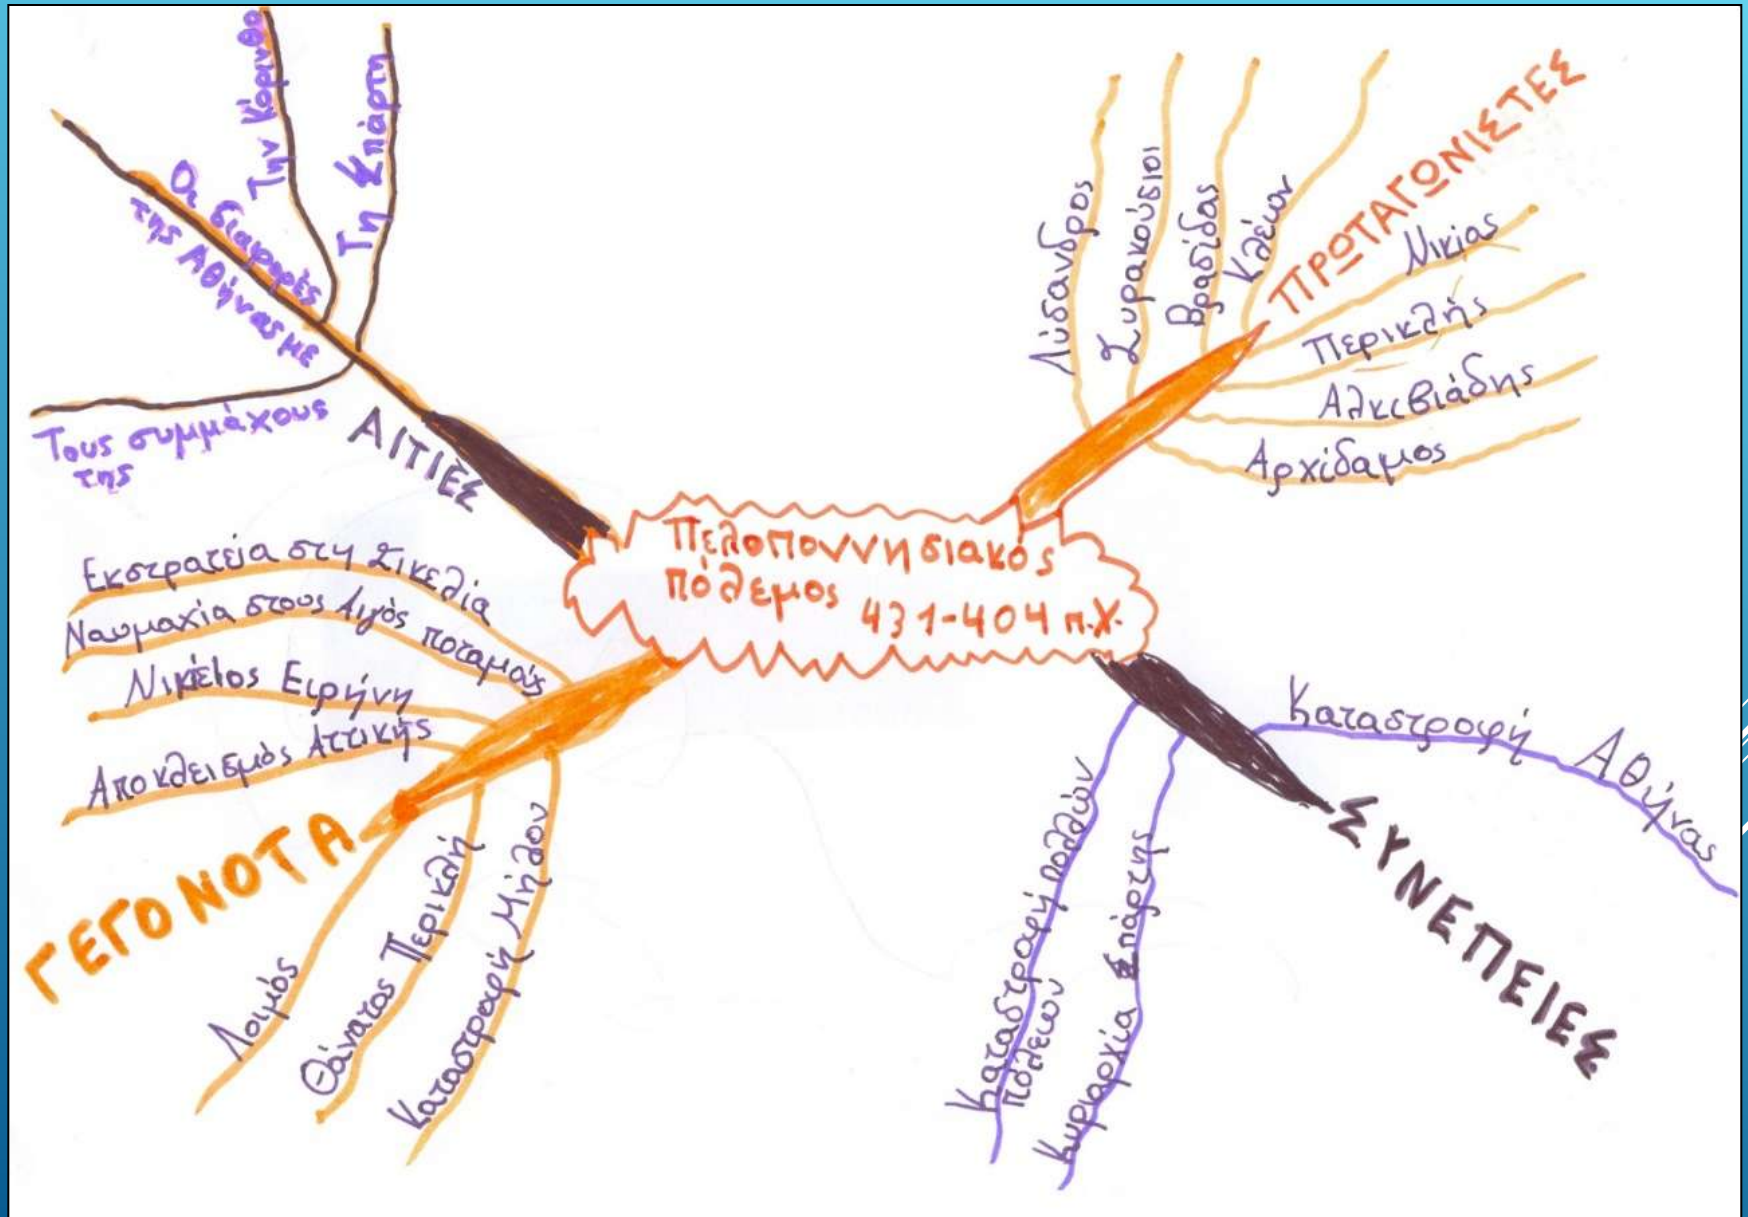 Πελοποννησιακός
πόλεμος 431-404 π.Χ.
ΑΙΤΙΕΣ
Οι διαφορές
της Αθήνας με
Την Κόρινθο
Τη Σπάρτη
Τους συμμάχους
της
ΠΡΩΤΑΓΩΝΙΣΤΕΣ
Λύσανδρος
Συρακούσιοι
Βρασίδας
Κλέων
Νικίας
Περικλής
Αλκιβιάδης
Αρχίδαμος
ΓΕΓΟΝΟΤΑ
Εκστρατεία στη Σικελία
Ναυμαχία στους Αιγός ποταμούς
Νικίειος Ειρήνη
Αποκλεισμός Αττικής
Λοιμός
Θάνατος Περικλή
Καταστροφή Μήλου
ΣΥΝΕΠΕΙΕΣ
Καταστροφή Αθήνας
Καταστροφή πολλών
πόλεων
Κυριαρχία Σπάρτης